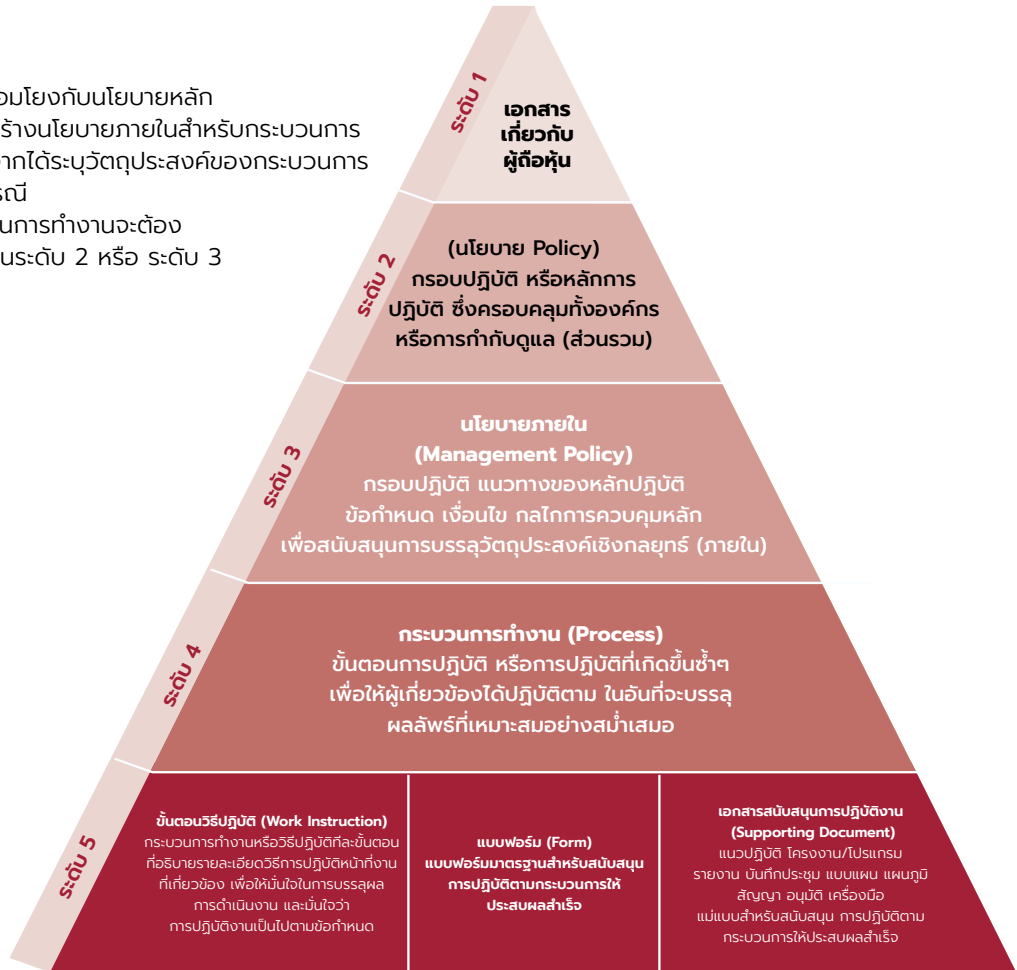 อมโยงกับนโยบายหลัก
ร้างนโยบายภายในสำหรับกระบวนการ
ากได้ระบุวัตถุประสงค์ของกระบวนการ
รณี
นการทำงานจะต้อง
นระดับ 2 หรือ ระดับ 3
ระดับ 1
เอกสาร
เกี่ยวกับ
ผู้ถือหุ้น
ระดับ 2
(นโยบาย Policy)
กรอบปฏิบัติ หรือหลักการ
ปฏิบัติ ซึ่งครอบคลุมทั้งองค์กร
หรือการกำกับดูแล (ส่วนรวม)
ระดับ 3
นโยบายภายใน
(Management Policy)
กรอบปฏิบัติ แนวทางของหลักปฏิบัติ
ข้อกำหนด เงื่อนไข กลไกการควบคุมหลัก
เพื่อสนับสนุนการบรรลุวัตถุประสงค์เชิงกลยุทธ์ (ภายใน)
ระดับ 4
กระบวนการทำงาน (Process)
ขั้นตอนการปฏิบัติ หรือการปฏิบัติที่เกิดขึ้นซ้ำๆ
เพื่อให้ผู้เกี่ยวข้องได้ปฏิบัติตาม ในอันที่จะบรรลุ
ผลลัพธ์ที่เหมาะสมอย่างสม่ำเสมอ
ระดับ 5
ขั้นตอนวิธีปฏิบัติ (Work Instruction)
กระบวนการทำงานหรือวิธีปฏิบัติทีละขั้นตอน
ที่อธิบายรายละเอียดวิธีการปฏิบัติหน้าที่งาน
ที่เกี่ยวข้อง เพื่อให้มั่นใจในการบรรลุผล
การดำเนินงาน และมั่นใจว่า
การปฏิบัติงานเป็นไปตามข้อกำหนด
แบบฟอร์ม (Form)
แบบฟอร์มมาตรฐานสำหรับสนับสนุน
การปฏิบัติตามกระบวนการให้
ประสบผลสำเร็จ
เอกสารสนับสนุนการปฏิบัติงาน
(Supporting Document)
แนวปฏิบัติ โครงงาน/โปรแกรม
รายงาน บันทึกประชุม แบบแผน แผนภูมิ
สัญญา อนุมัติ เครื่องมือ
แม่แบบสำหรับสนับสนุน การปฏิบัติตาม
กระบวนการให้ประสบผลสำเร็จ